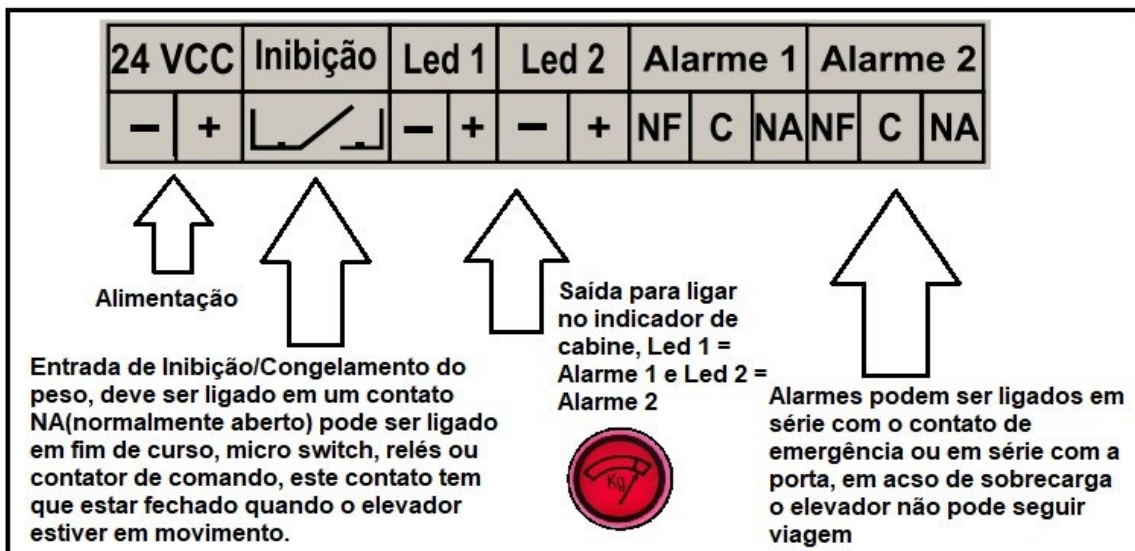 24 VCC Inibição Led 1 Led 2 Alarme 1 Alarme 2
− + − + − + NF C NA NF C NA
Alimentação
Entrada de Inibição/Congelamento do
peso, deve ser ligado em um contato
NA(normalmente aberto) pode ser ligado
em fim de curso, micro switch, relés ou
contator de comando, este contato tem
que estar fechado quando o elevador
estiver em movimento.
Saída para ligar
no indicador de
cabine, Led 1 =
Alarme 1 e Led 2 =
Alarme 2
Kg
Alarmes podem ser ligados em
série com o contato de
emergência ou em série com a
porta, em acso de sobrecarga
o elevador não pode seguir
viagem